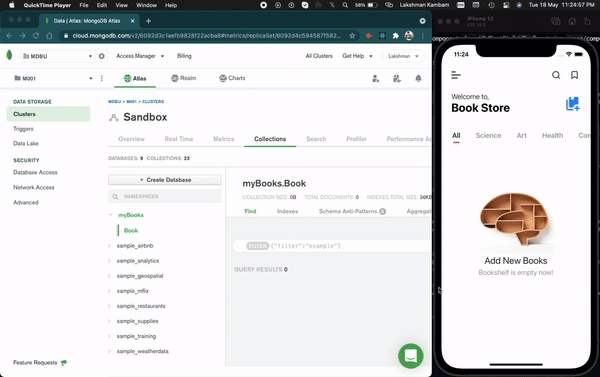 QuickTime Player File Edit View Window Help
58% Lakshman Kambam Tue 18 May 11:24:57 PM
Data | Atlas: MongoDB Atlas
cloud.mongodb.com/v2/6092d3c1aefb9828f22acba8#metrics/replicaSet/6092d4c594587f582...
MDBU Access Manager Billing All Clusters Get Help Lakshman
M001 Atlas Realm Charts
DATA STORAGE
Clusters
Triggers
Data Lake
SECURITY
Database Access
Network Access
Advanced
Feature Requests
MDBU > M001 > CLUSTERS
Sandbox
Overview Real Time Metrics Collections Search Profiler Performance Ad
DATABASES: 9 COLLECTIONS: 23
+ Create Database
NAMESPACES
myBooks
Book
sample_airbnb
sample_analytics
sample_geospatial
sample_mflix
sample_restaurants
sample_supplies
sample_training
sample_weatherdata
myBooks.Book
COLLECTION SIZE: 0B TOTAL DOCUMENTS: 0 INDEXES TOTAL SIZE: 36KB
Find Indexes Schema Anti-Patterns Aggregat
FILTER {"filter":"example"}
QUERY RESULTS 0
iPhone 12
11:24
Welcome to,
Book Store
All Science Art Health Com
Add New Books
Bookshelf is empty now!